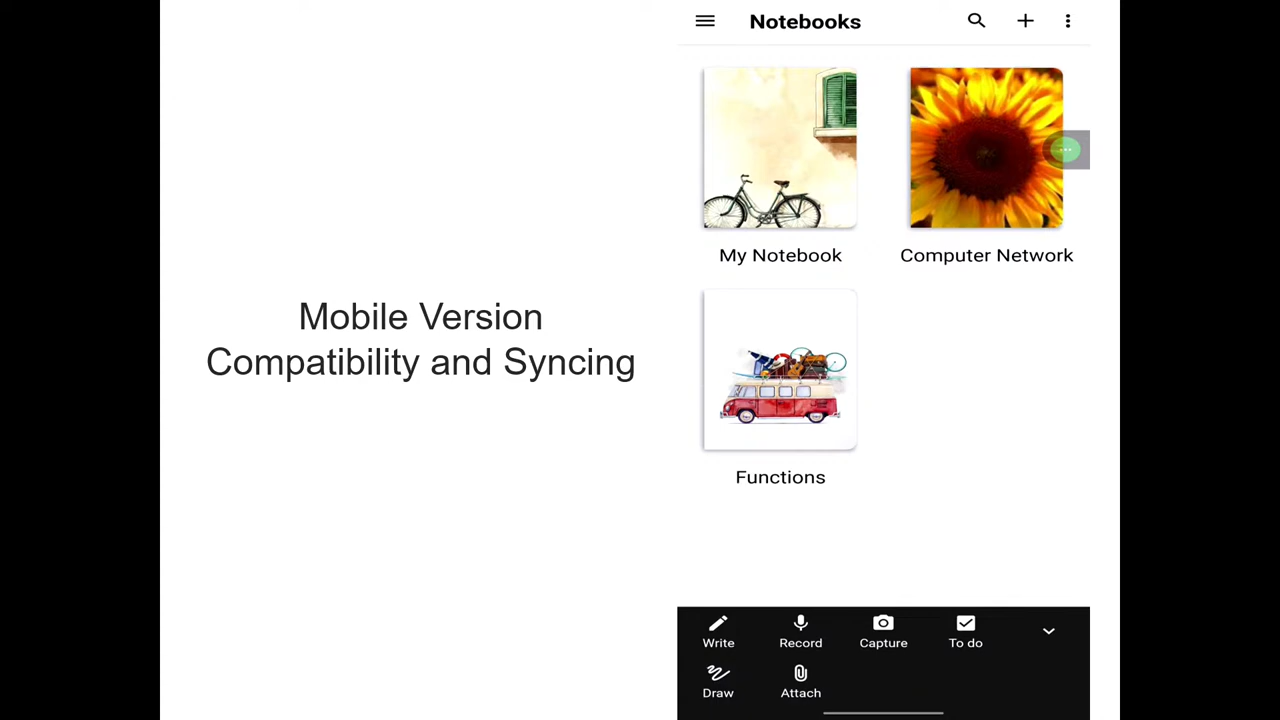 Mobile Version
Compatibility and Syncing
Notebooks
My Notebook
Computer Network
Functions
Write
Record
Capture
To do
Draw
Attach